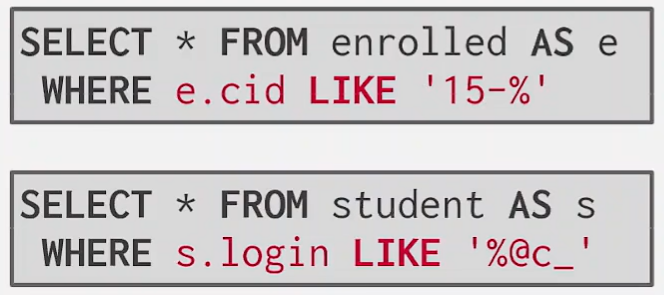 SELECT * FROM enrolled AS e
WHERE e.cid LIKE '15-%'
SELECT * FROM student AS s
WHERE s.login LIKE '%@c_'